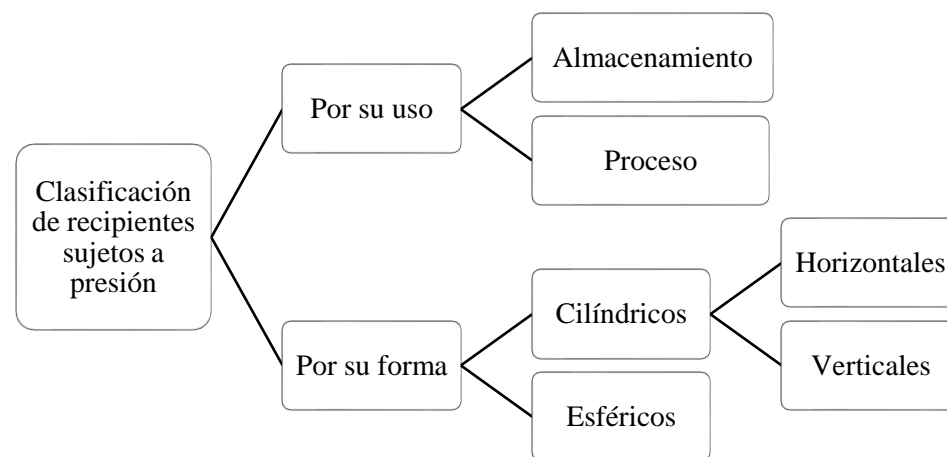 Clasificación
de recipientes
sujetos a
presión
Por su uso
Almacenamiento
Proceso
Por su forma
Cilíndricos
Horizontales
Verticales
Esféricos